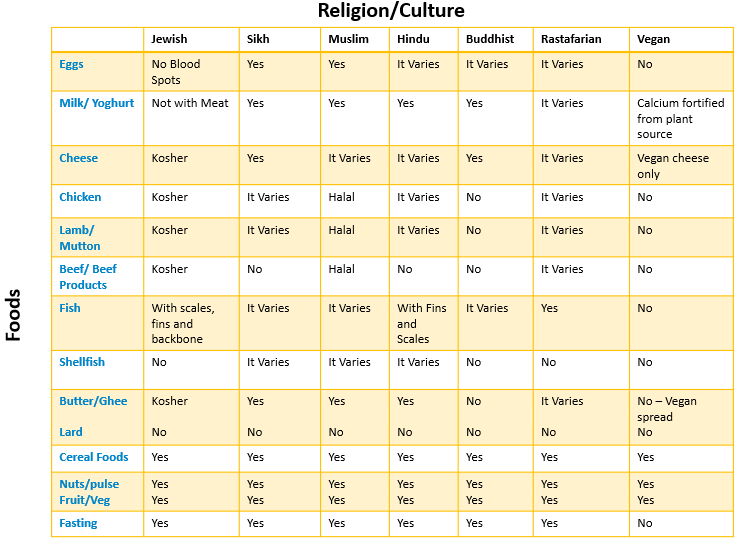 Religion/Culture
Jewish Sikh Muslim Hindu Buddhist Rastafarian Vegan
Eggs No Blood Yes Yes It Varies It Varies It Varies No
Spots
Milk/ Yoghurt Not with Meat Yes Yes Yes Yes It Varies Calcium fortified
from plant
source
Cheese Kosher Yes It Varies It Varies Yes It Varies Vegan cheese
only
Chicken Kosher It Varies Halal It Varies No It Varies No
Lamb/ Kosher It Varies Halal It Varies No It Varies No
Mutton
Beef/ Beef Kosher No Halal No No It Varies No
Products
Foods
Fish With scales, It Varies It Varies With Fins It Varies Yes No
fins and and
backbone Scales
Shellfish No It Varies It Varies It Varies No No No
Butter/Ghee Kosher Yes Yes Yes No It Varies No – Vegan
spread
Lard No No No No No No No
Cereal Foods Yes Yes Yes Yes Yes Yes Yes
Nuts/pulse Yes Yes Yes Yes Yes Yes Yes
Fruit/Veg Yes Yes Yes Yes Yes Yes Yes
Fasting Yes Yes Yes Yes Yes Yes No